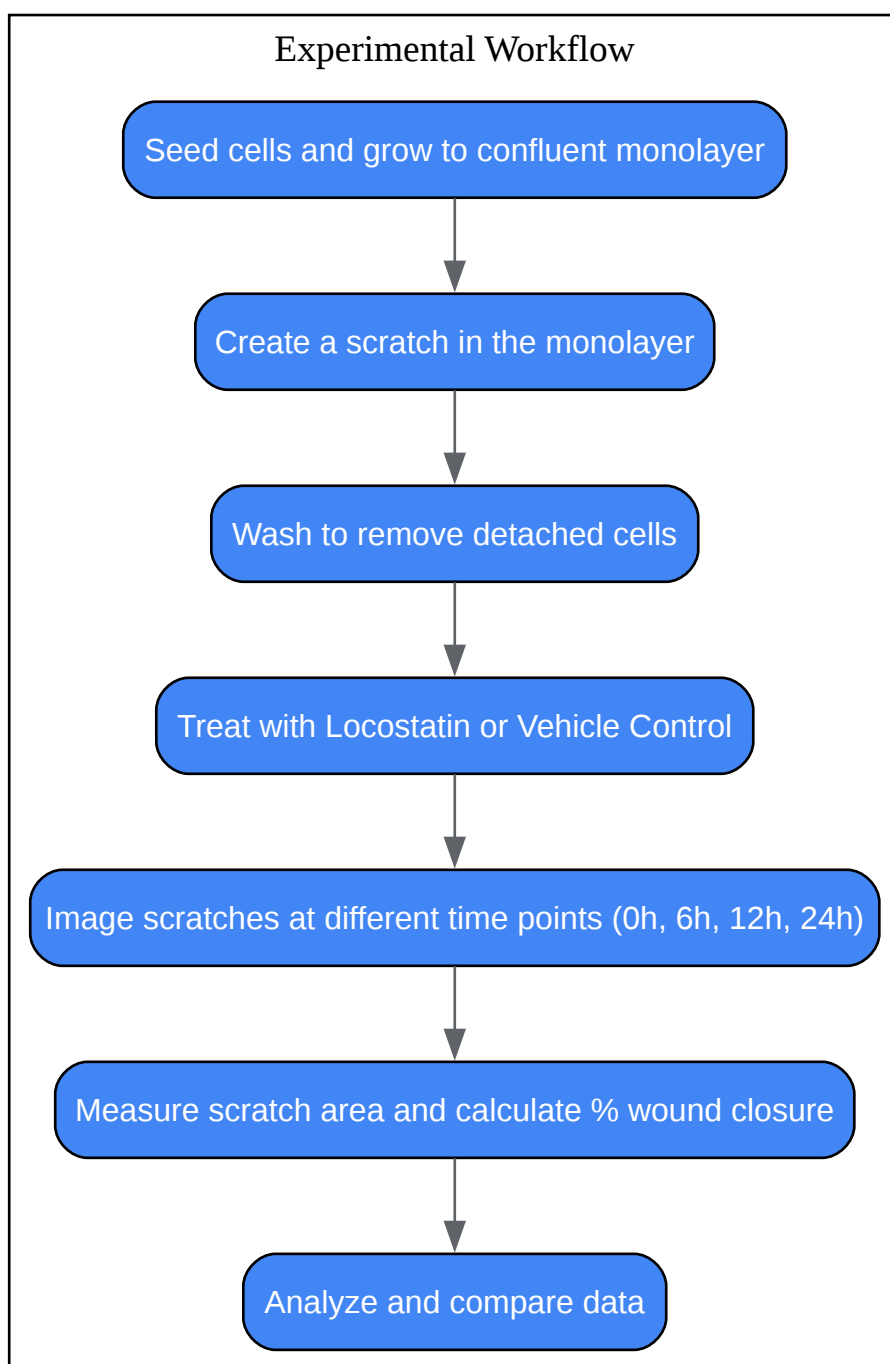 Experimental Workflow
Seed cells and grow to confluent monolayer
Create a scratch in the monolayer
Wash to remove detached cells
Treat with Locostatin or Vehicle Control
Image scratches at different time points (0h, 6h, 12h, 24h)
Measure scratch area and calculate % wound closure
Analyze and compare data